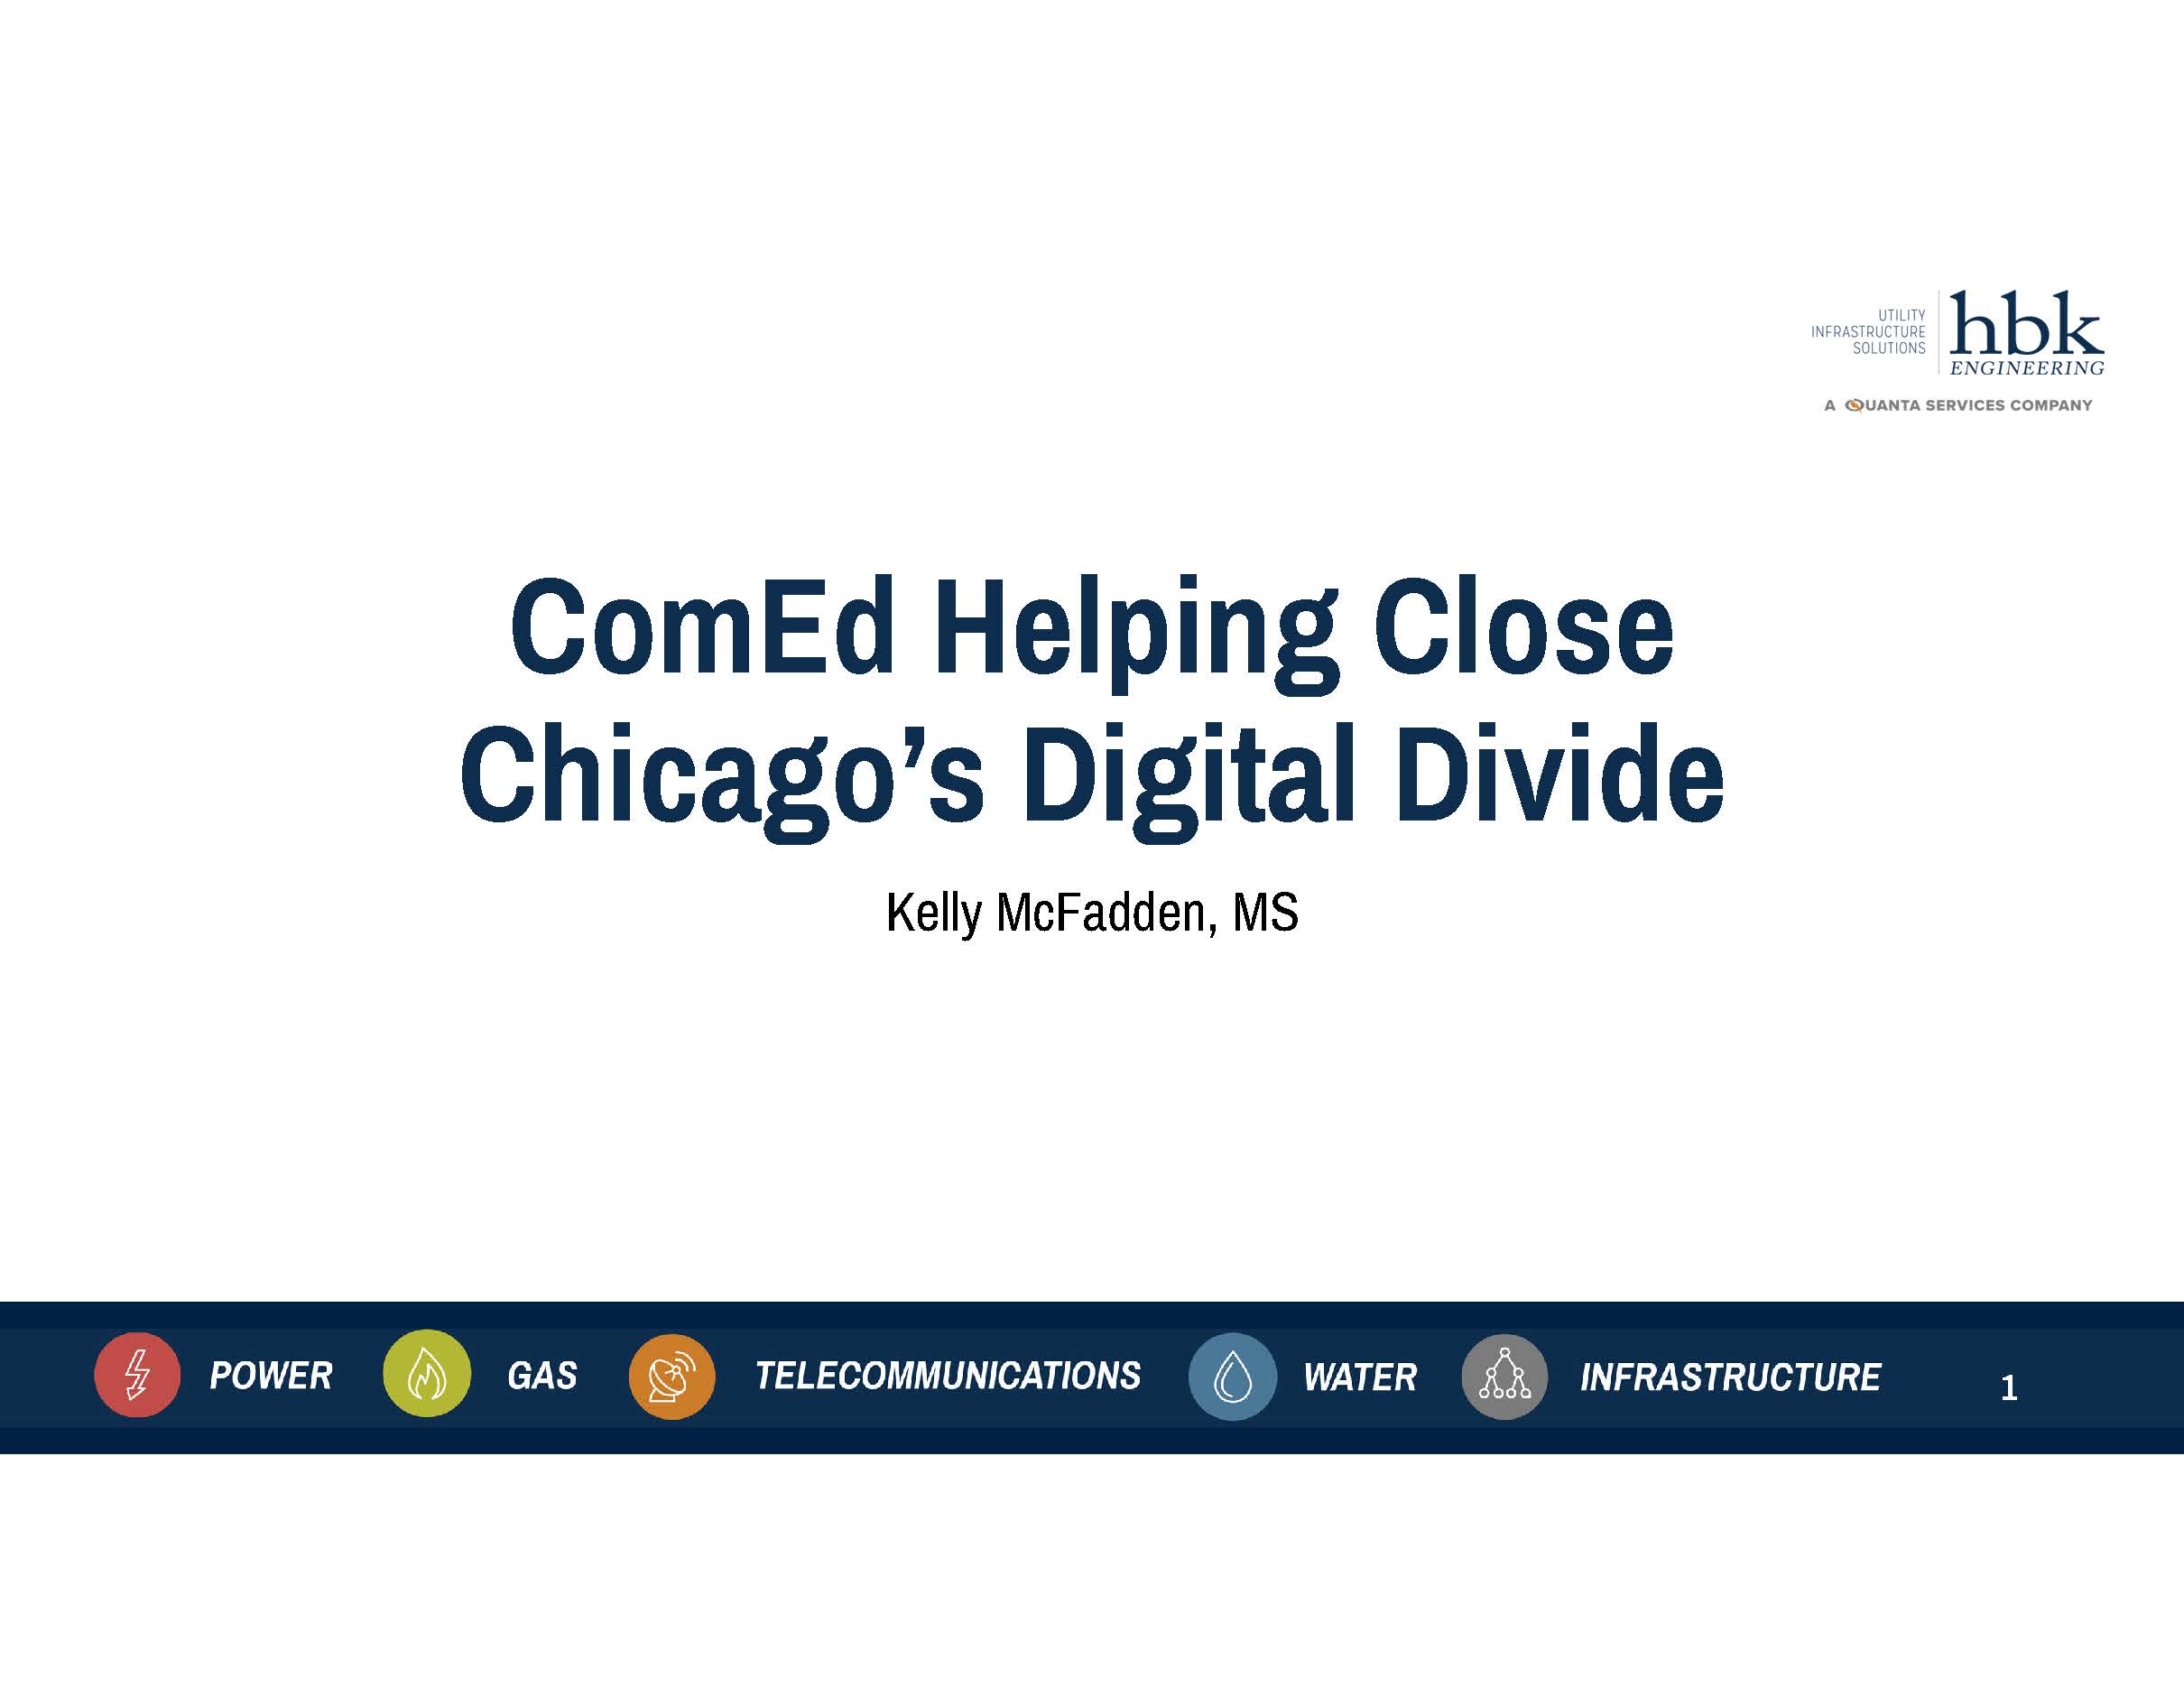 UTILITY
INFRASTRUCTURE
SOLUTIONS
hbk
ENGINEERING
A QUANTA SERVICES COMPANY
ComEd Helping Close
Chicago’s Digital Divide
Kelly McFadden, MS
POWER GAS TELECOMMUNICATIONS WATER INFRASTRUCTURE 1